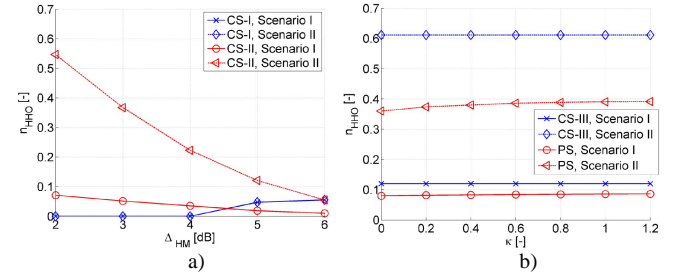 0.7
0.6
0.5
0.4
0.3
0.2
0.1
0
n_HHO [-]
CS-I, Scenario I
CS-I, Scenario II
CS-II, Scenario I
CS-II, Scenario II
2 3 4 5 6
Δ_HM [dB]
a)
0.7
0.6
0.5
0.4
0.3
0.2
0.1
0
n_HHO [-]
CS-III, Scenario I
CS-III, Scenario II
PS, Scenario I
PS, Scenario II
0 0.2 0.4 0.6 0.8 1 1.2
κ [-]
b)